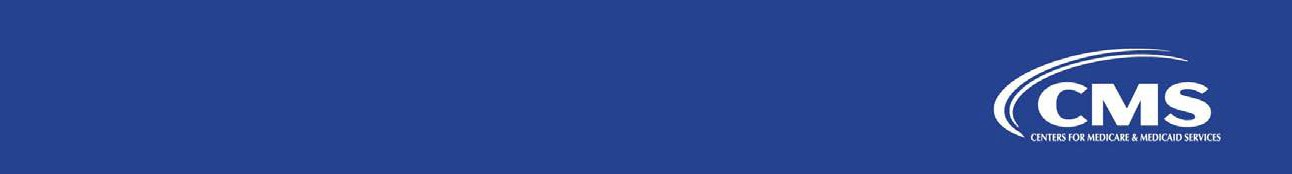 CMS
CENTERS FOR MEDICARE & MEDICAID SERVICES